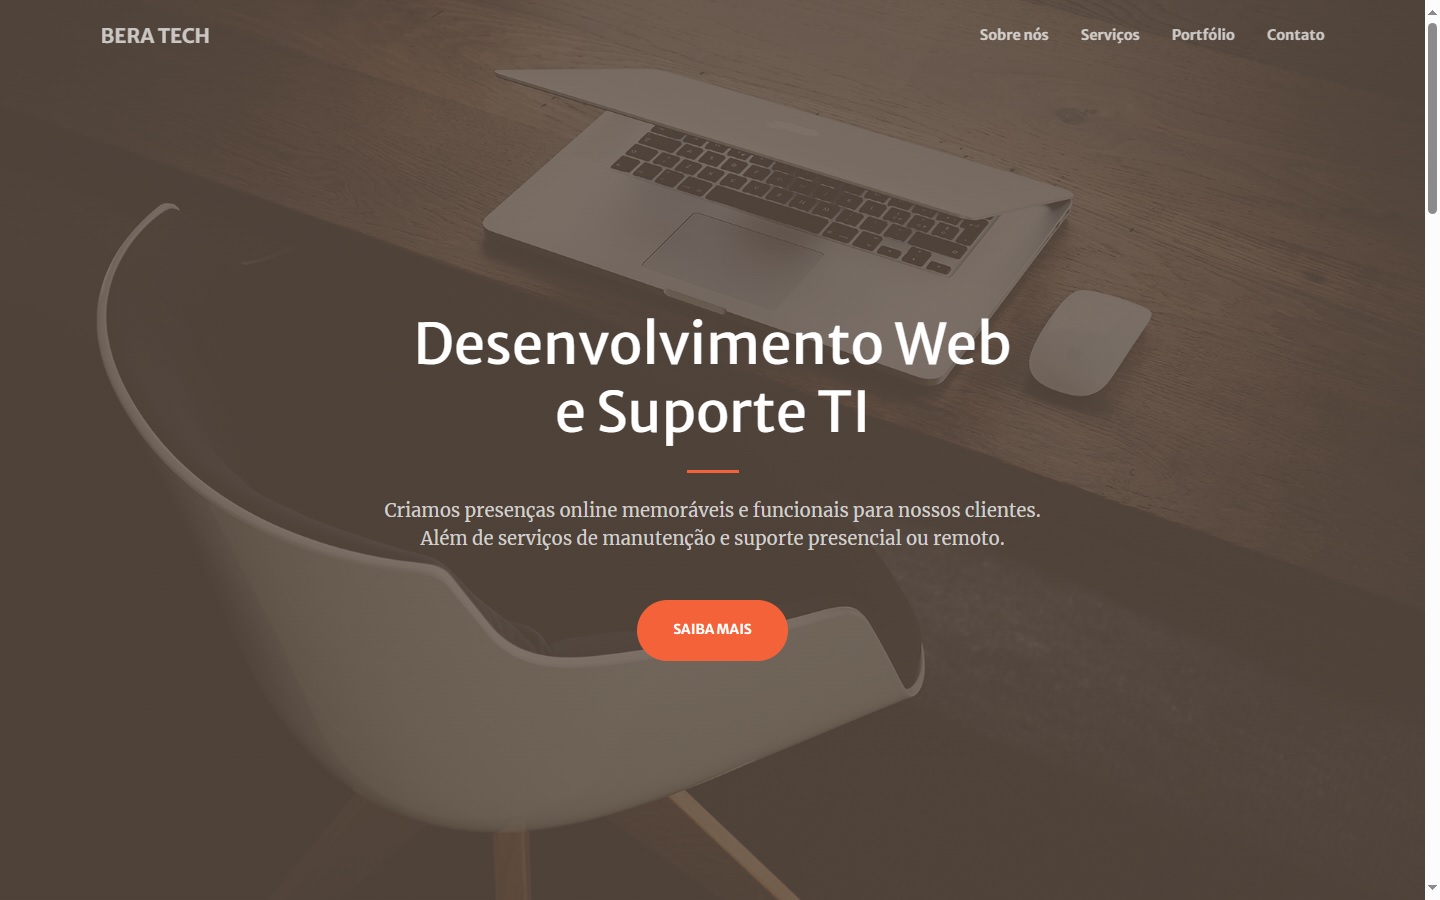 BERA TECH
Sobre nós
Serviços
Portfólio
Contato
Desenvolvimento Web
e Suporte TI
Criamos presenças online memoráveis e funcionais para nossos clientes.
Além de serviços de manutenção e suporte presencial ou remoto.
SAIBA MAIS